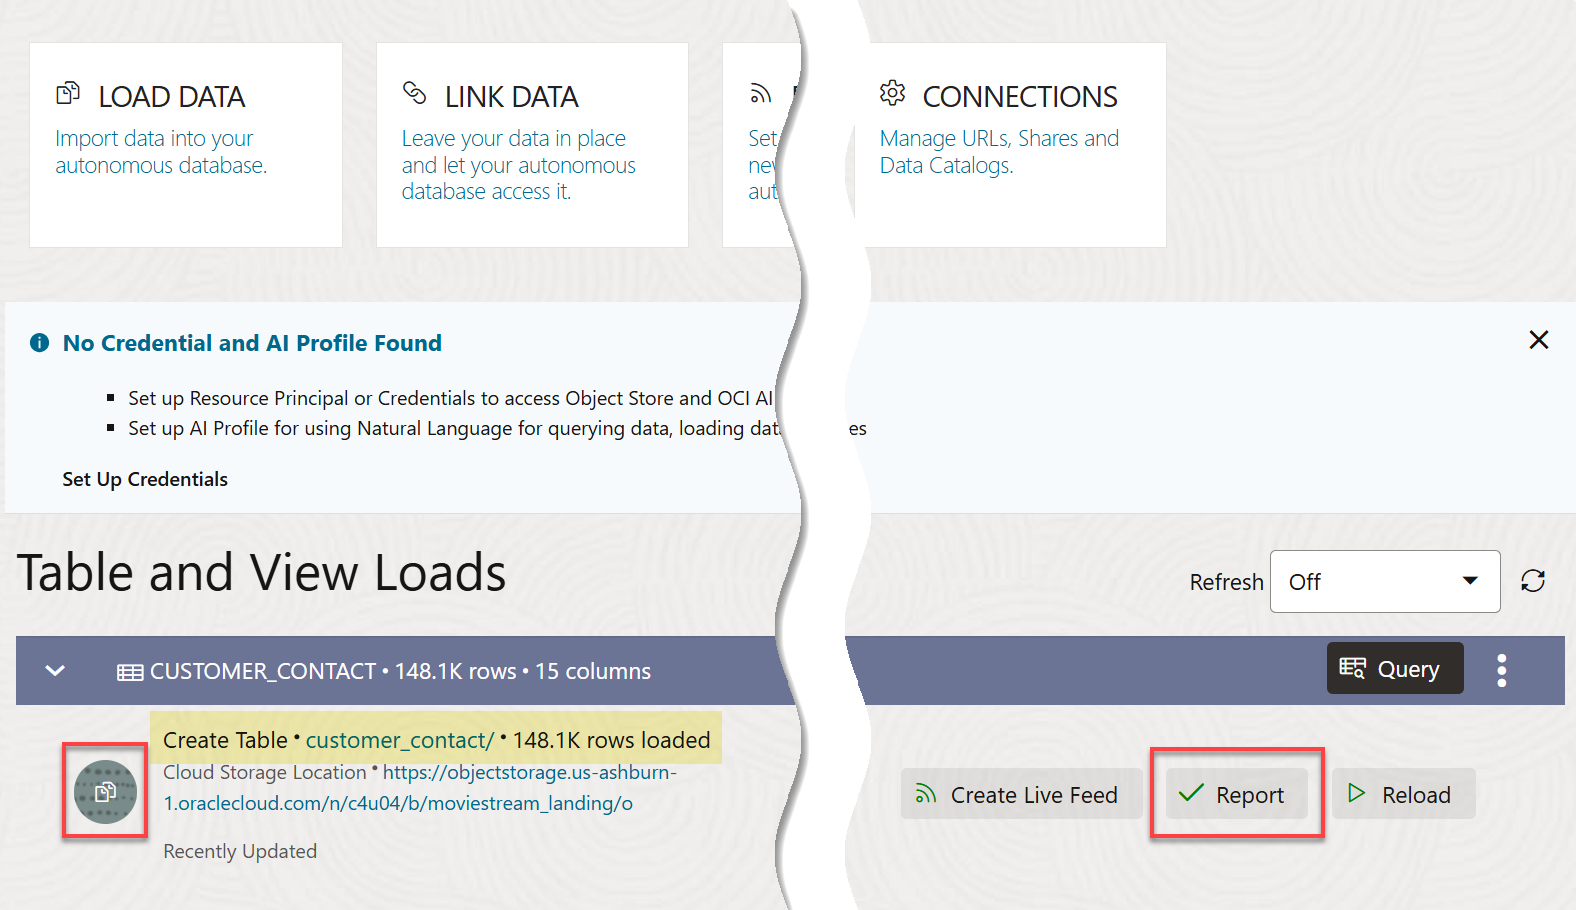 LOAD DATA
Import data into your
autonomous database.
LINK DATA
Leave your data in place
and let your autonomous
database access it.
Set
CONNECTIONS
Manage URLs, Shares and
Data Catalogs.
No Credential and AI Profile Found
Set up Resource Principal or Credentials to access Object Store and OCI AI
Set up AI Profile for using Natural Language for querying data, loading
Set Up Credentials
Table and View Loads
Refresh Off
CUSTOMER_CONTACT • 148.1K rows • 15 columns
Query
Create Table • customer_contact/ • 148.1K rows loaded
Cloud Storage Location • https://objectstorage.us-ashburn-
1.oraclecloud.com/n/c4u04/b/moviestream_landing/o
Recently Updated
Create Live Feed
Report
Reload